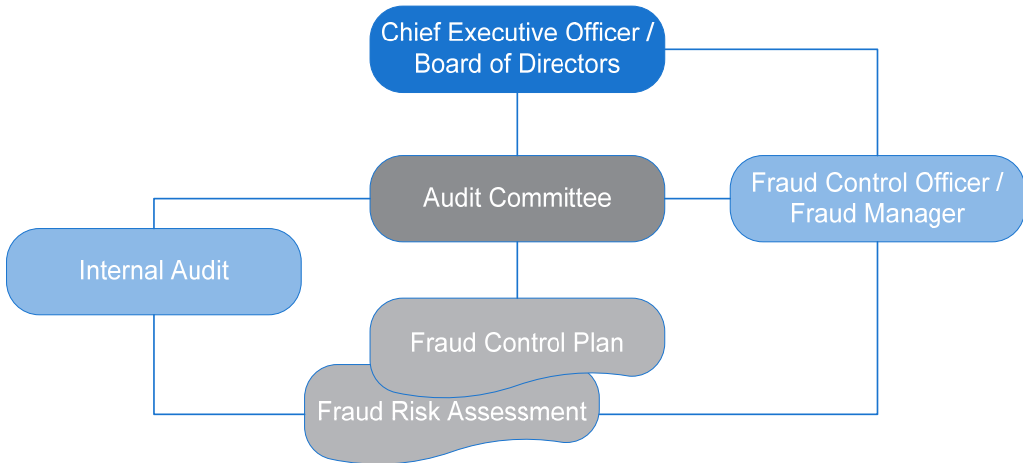 Chief Executive Officer /
Board of Directors
Audit Committee
Fraud Control Officer /
Fraud Manager
Internal Audit
Fraud Control Plan
Fraud Risk Assessment